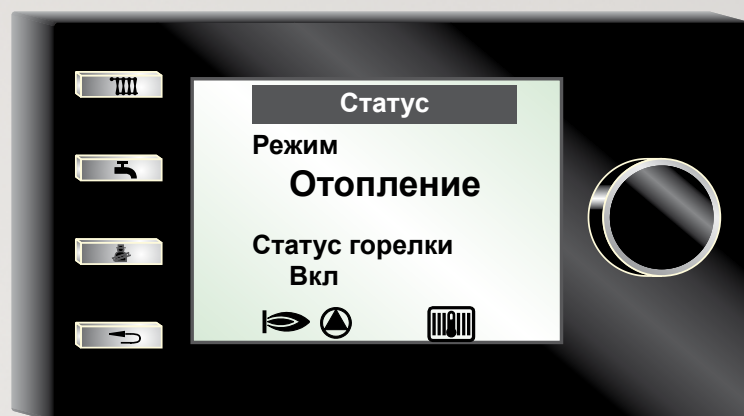 Статус
Режим
Отопление
Статус горелки
Вкл